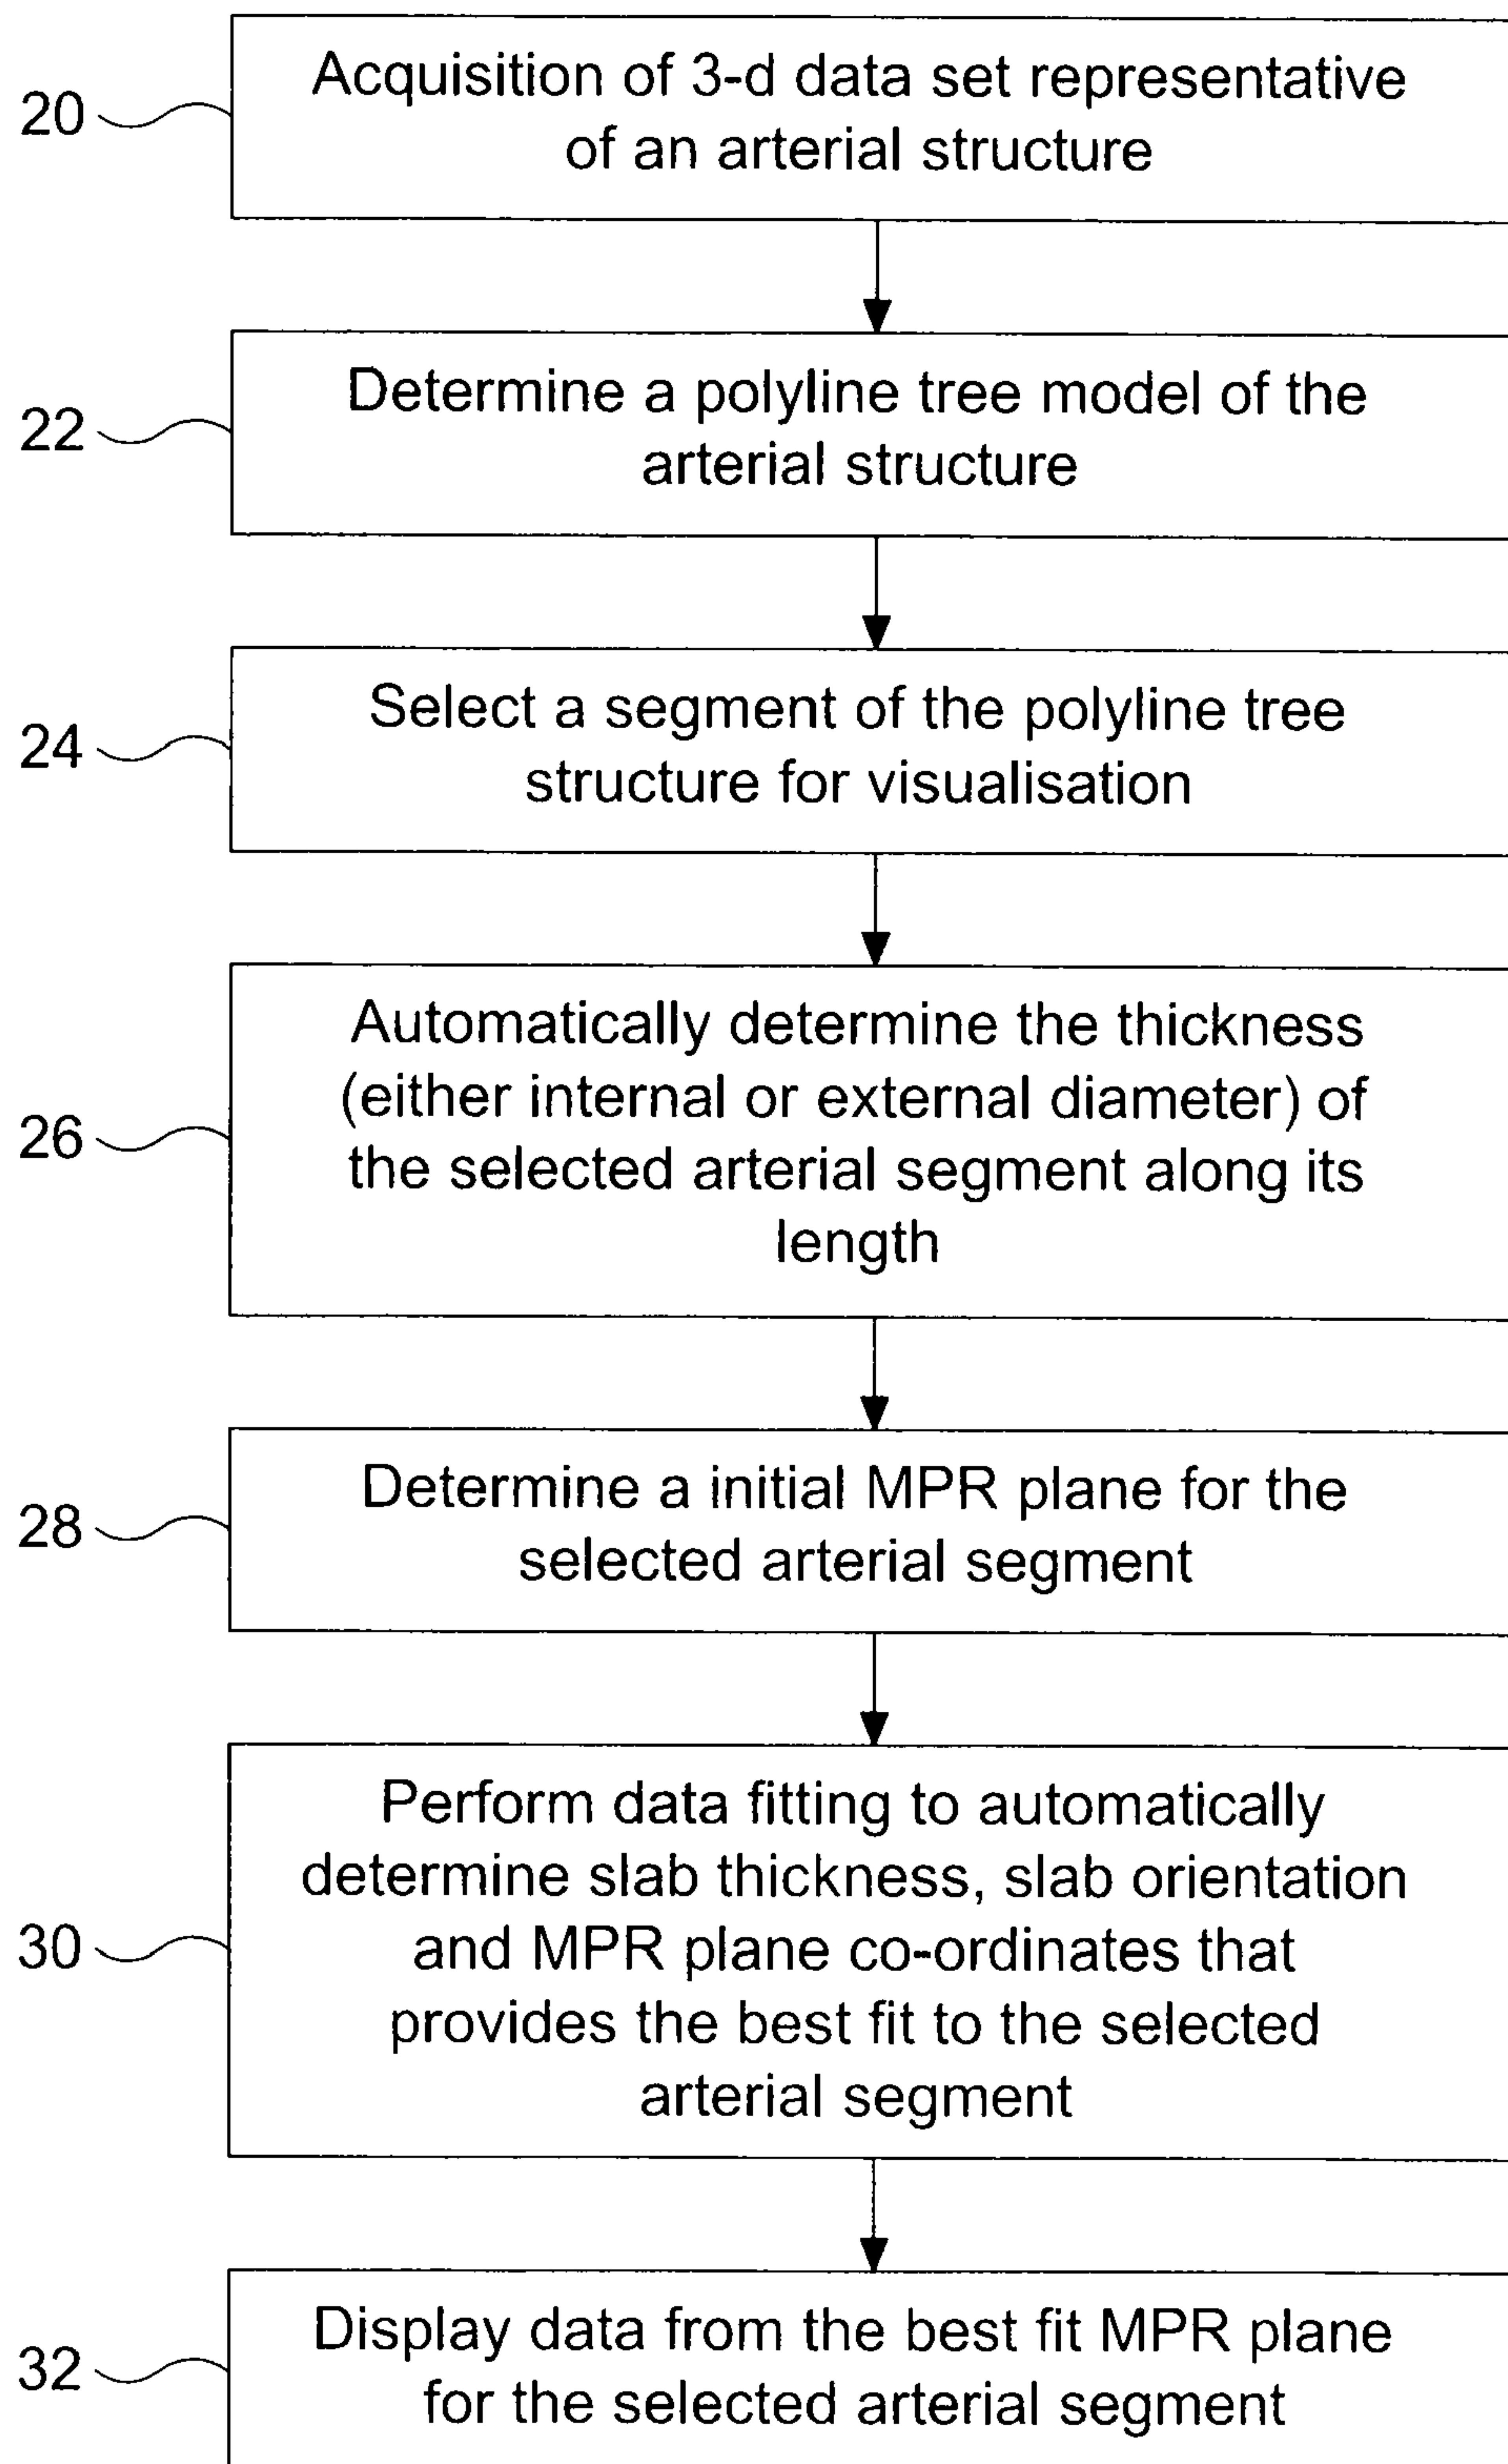 20
Acquisition of 3-d data set representative
of an arterial structure
22
Determine a polyline tree model of the
arterial structure
24
Select a segment of the polyline tree
structure for visualisation
26
Automatically determine the thickness
(either internal or external diameter) of
the selected arterial segment along its
length
28
Determine a initial MPR plane for the
selected arterial segment
30
Perform data fitting to automatically
determine slab thickness, slab orientation
and MPR plane co-ordinates that
provides the best fit to the selected
arterial segment
32
Display data from the best fit MPR plane
for the selected arterial segment